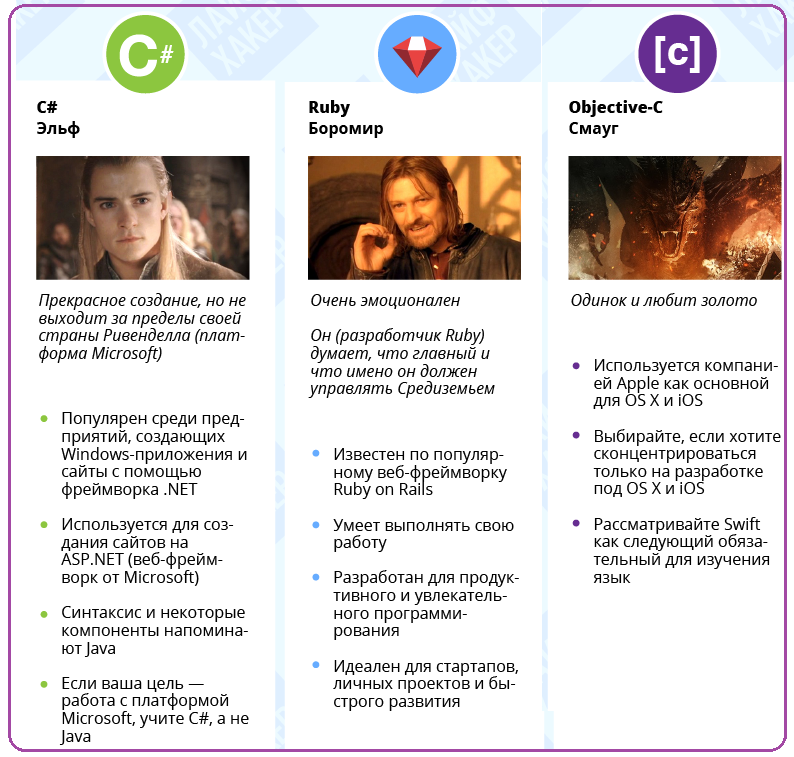 ЛАЙФ
ХАКЕР
C#
[c]
C#
Эльф
Прекрасное создание, но не
выходит за пределы своей
страны Ривенделла (плат-
форма Microsoft)
Популярен среди пред-
приятий, создающих
Windows-приложения и
сайты с помощью
фреймворка .NET
Используется для соз-
дания сайтов на
ASP.NET (веб-фрейм-
ворк от Microsoft)
Синтаксис и некоторые
компоненты напомина-
ют Java
Если ваша цель —
работа с платформой
Microsoft, учите C#, а не
Java
Ruby
Боромир
Очень эмоционален
Он (разработчик Ruby)
думает, что главный и
что имено он должен
управлять Средиземьем
Известен по популяр-
ному веб-фреймворку
Ruby on Rails
Умеет выполнять свою
работу
Разработан для продук-
тивного и увлекатель-
ного программи-
рования
Идеален для стартапов,
личных проектов и бы-
строго развития
Objective-C
Смауг
Одинок и любит золото
Используется компани-
ей Apple как основной
для OS X и iOS
Выбирайте, если хотите
сконцентрироваться
только на разработке
под OS X и iOS
Рассматривайте Swift
как следующий обяза-
тельный для изучения
язык